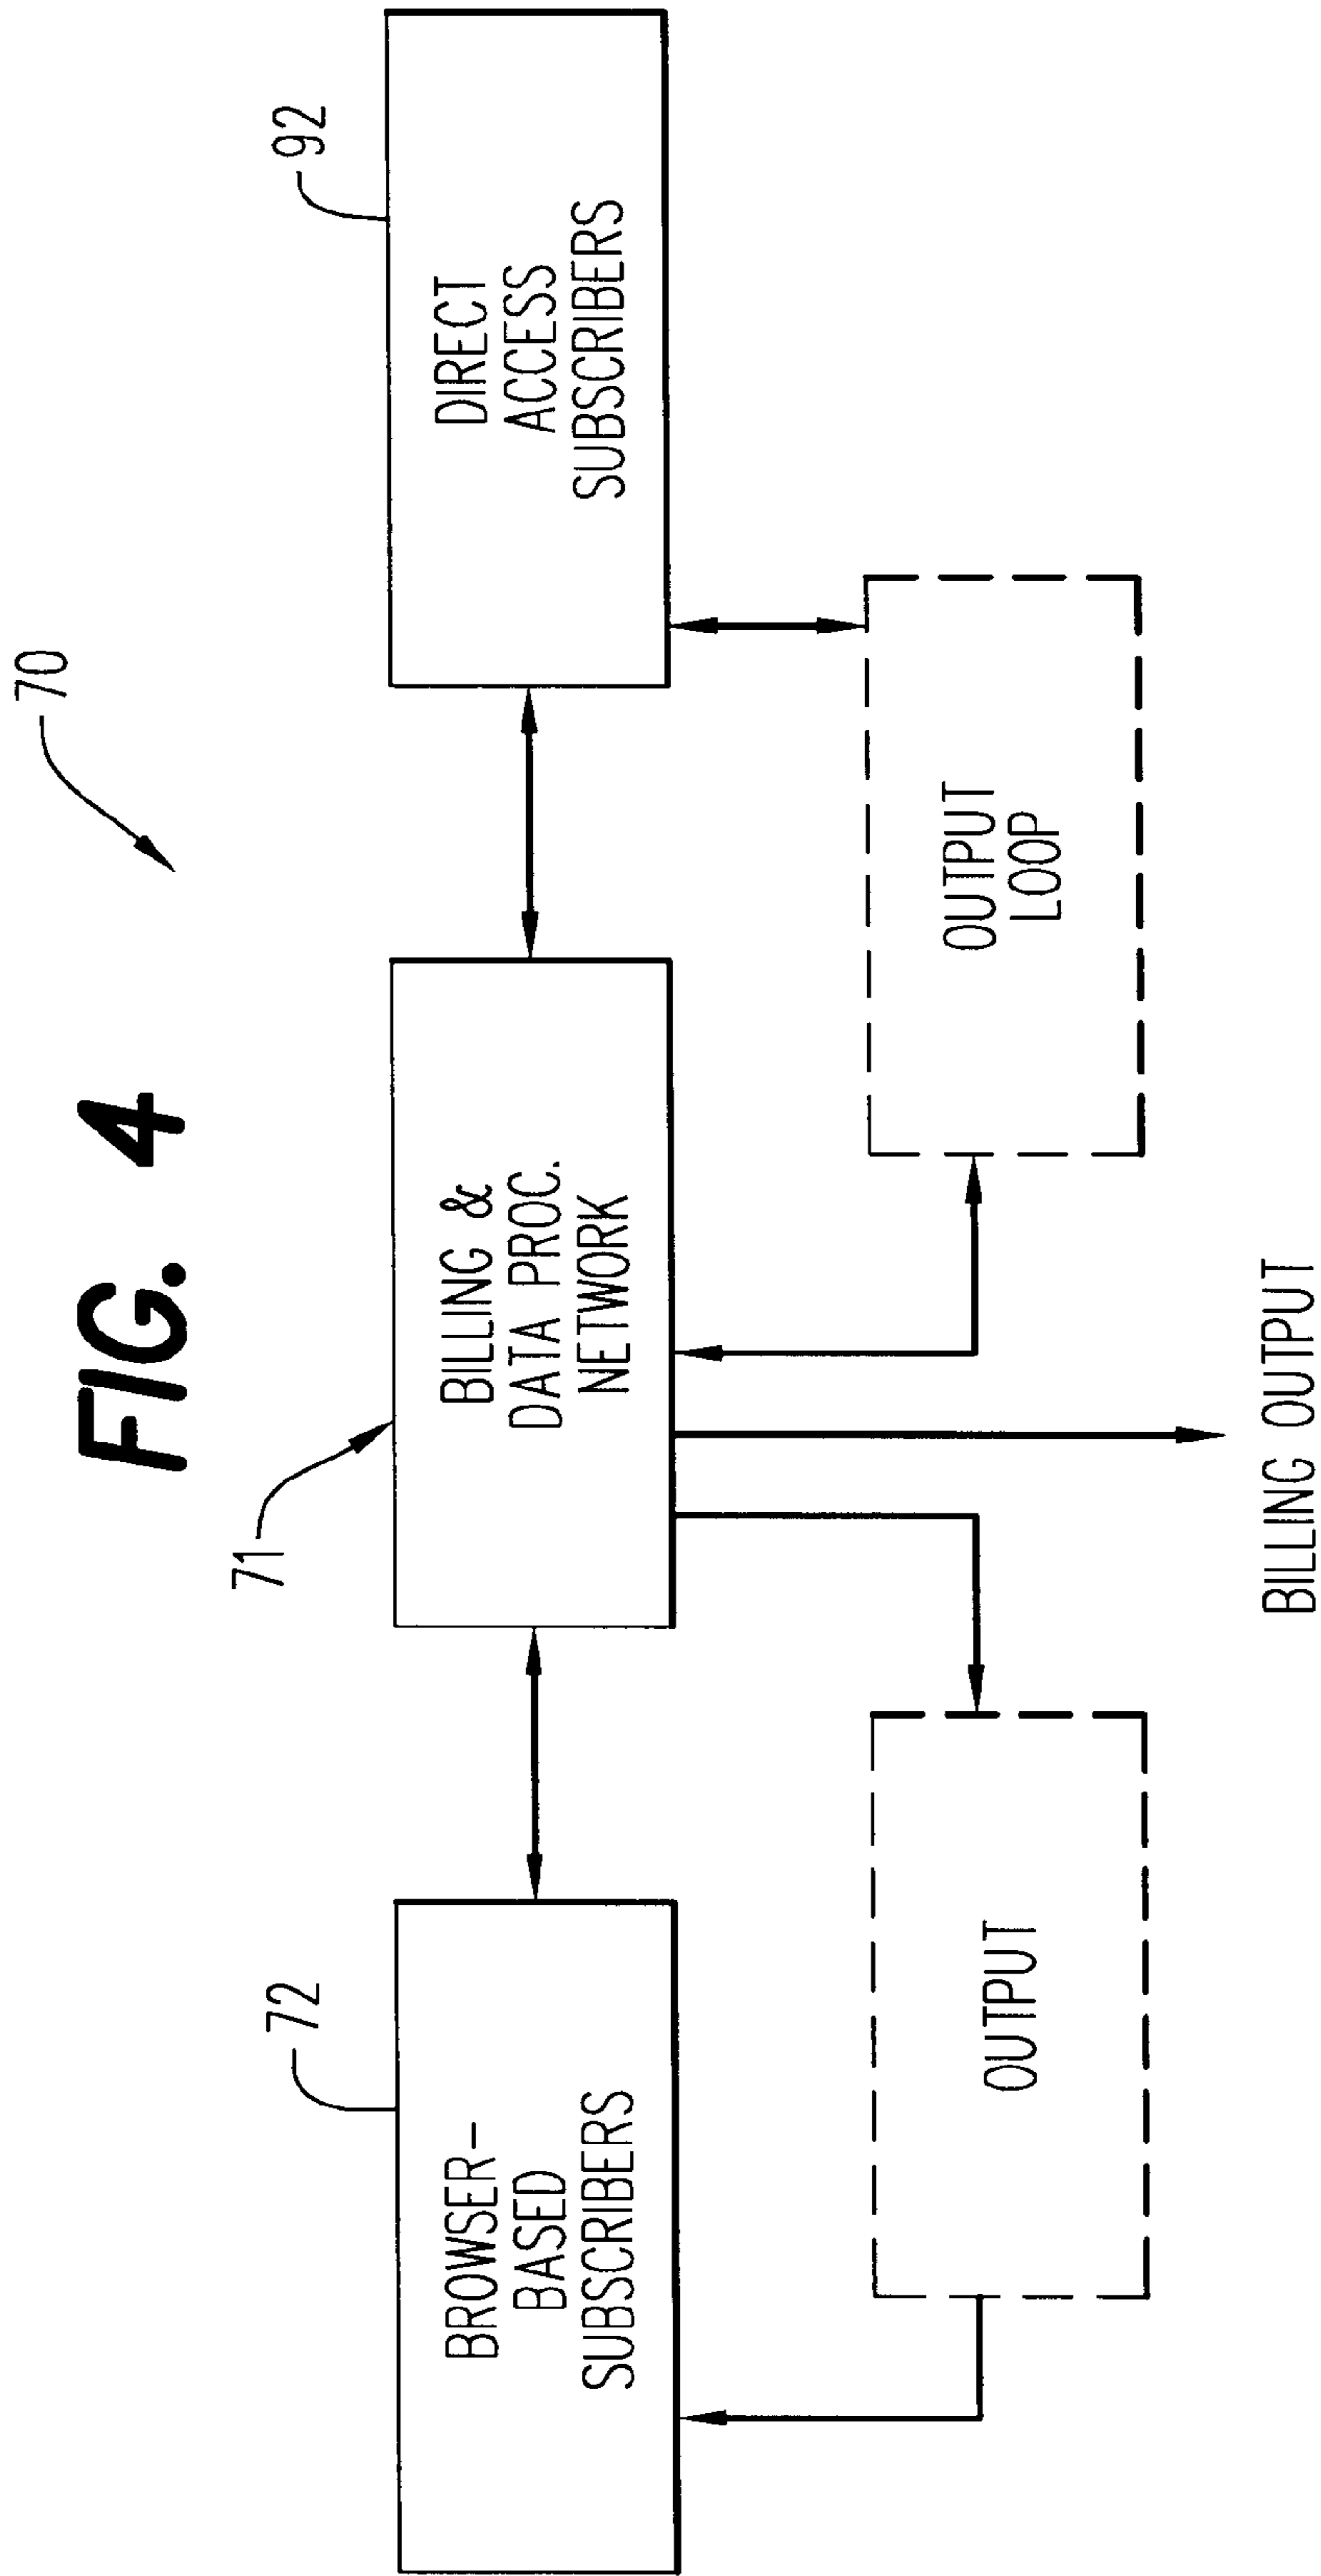 FIG. 4
70
72
71
92
BROWSER-
BASED
SUBSCRIBERS
BILLING &
DATA PROC.
NETWORK
DIRECT
ACCESS
SUBSCRIBERS
OUTPUT
OUTPUT
LOOP
BILLING OUTPUT